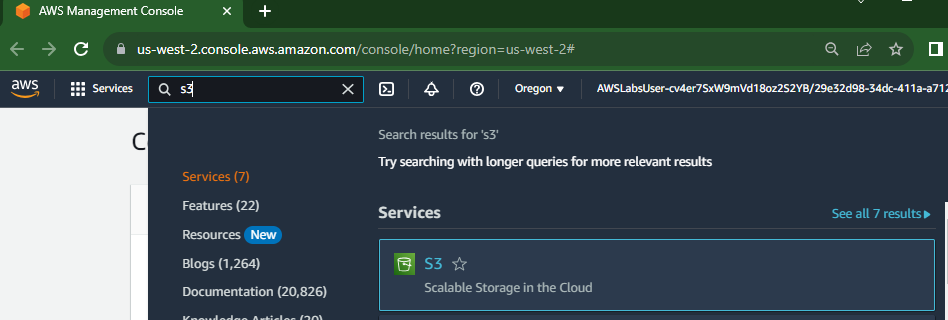 AWS Management Console
us-west-2.console.aws.amazon.com/console/home?region=us-west-2#
aws Services s3 Oregon AWSLabsUser-cv4er7SxW9mVd18oz2S2YB/29e32d98-34dc-411a-a712
Search results for 's3'
Try searching with longer queries for more relevant results
Services (7)
Features (22)
Services See all 7 results
Resources New
Blogs (1,264)
S3
Documentation (20,826)
Scalable Storage in the Cloud
Knowledge Articles (20)